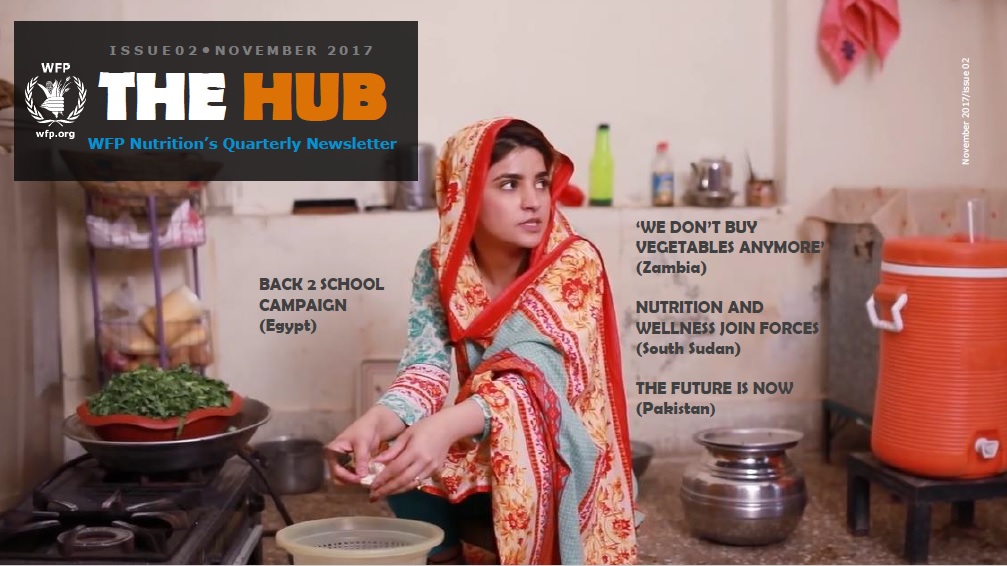 ISSUE02•NOVEMBER 2017
WFP
THE HUB
wfp.org
WFP Nutrition's Quarterly Newsletter
November 2017/issue 02
BACK 2 SCHOOL
CAMPAIGN
(Egypt)
‘WE DON’T BUY
VEGETABLES ANYMORE’
(Zambia)
NUTRITION AND
WELLNESS JOIN FORCES
(South Sudan)
THE FUTURE IS NOW
(Pakistan)